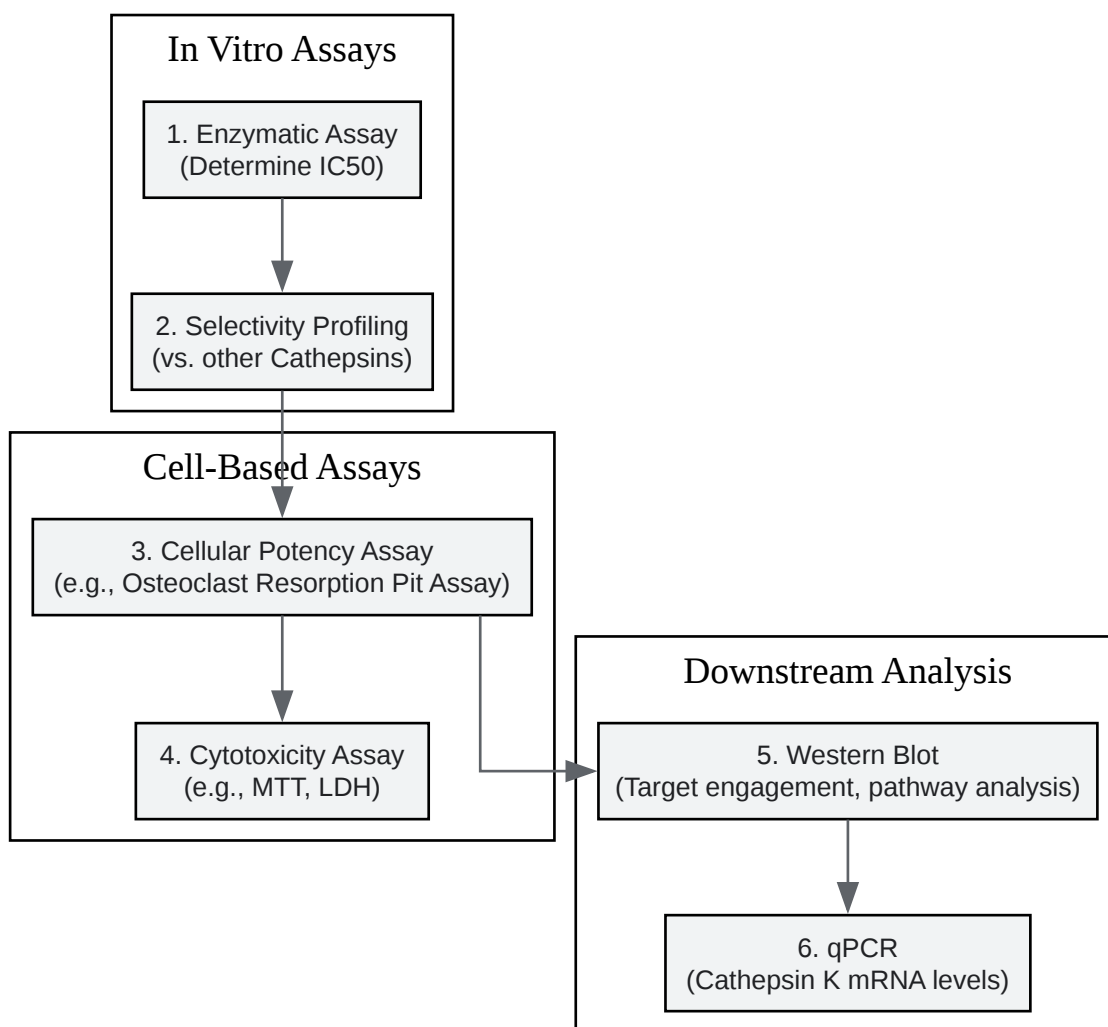 In Vitro Assays
1. Enzymatic Assay
(Determine IC50)
2. Selectivity Profiling
(vs. other Cathepsins)
Cell-Based Assays
3. Cellular Potency Assay
(e.g., Osteoclast Resorption Pit Assay)
4. Cytotoxicity Assay
(e.g., MTT, LDH)
Downstream Analysis
5. Western Blot
(Target engagement, pathway analysis)
6. qPCR
(Cathepsin K mRNA levels)